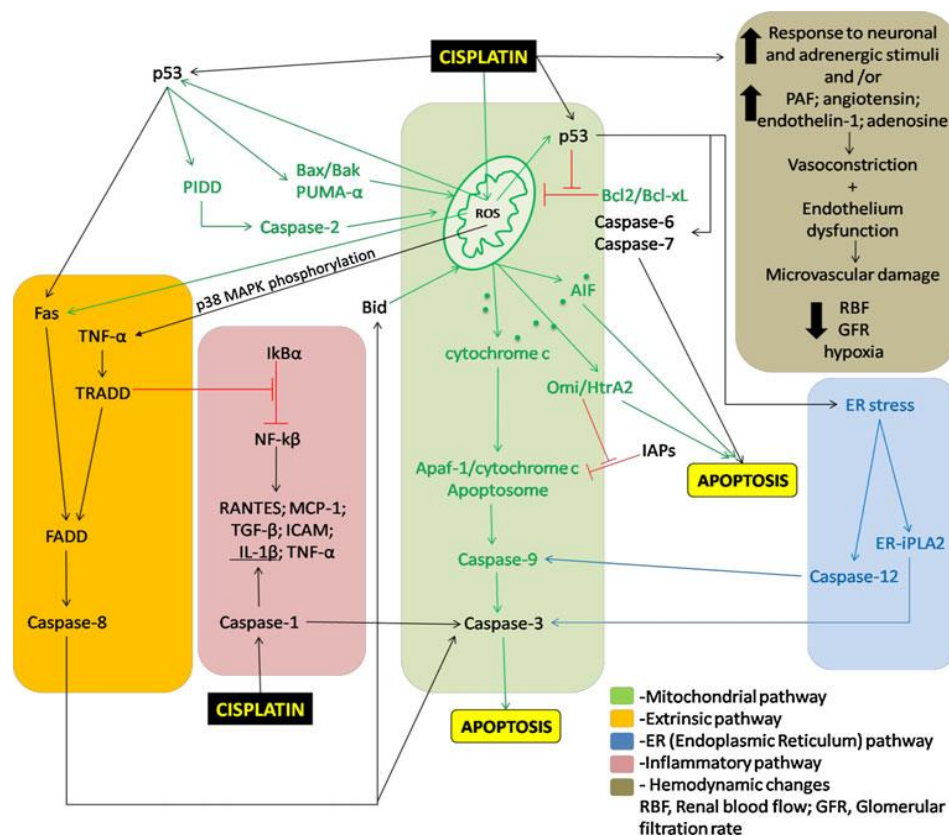 CISPLATIN
Response to neuronal
and adrenergic stimuli
and /or
PAF; angiotensin;
endothelin-1; adenosine
Vasoconstriction
+
Endothelium
dysfunction
Microvascular damage
RBF
GFR
hypoxia
p53
PIDD
Bax/Bak
PUMA-α
Caspase-2
p53
ROS
Bcl2/Bcl-xL
Caspase-6
Caspase-7
p38 MAPK phosphorylation
Fas
TNF-α
TRADD
FADD
Caspase-8
IkBα
NF-kβ
RANTES; MCP-1;
TGF-β; ICAM;
IL-1β; TNF-α
Caspase-1
CISPLATIN
Bid
AIF
cytochrome c
Omi/HtrA2
IAPs
Apaf-1/cytochrome c
Apoptosome
Caspase-9
Caspase-3
APOPTOSIS
APOPTOSIS
ER stress
ER-iPLA2
Caspase-12
-Mitochondrial pathway
-Extrinsic pathway
-ER (Endoplasmic Reticulum) pathway
-Inflammatory pathway
- Hemodynamic changes
RBF, Renal blood flow; GFR, Glomerular
filtration rate